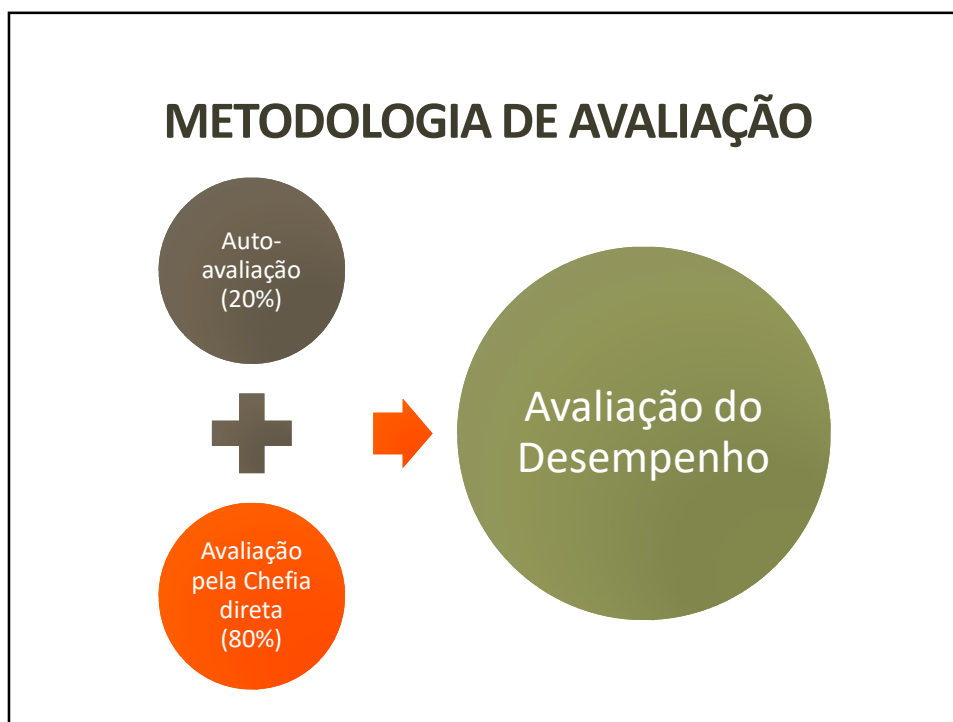 METODOLOGIA DE AVALIAÇÃO
Auto-
avaliação
(20%)
Avaliação
pela Chefia
direta
(80%)
Avaliação do
Desempenho